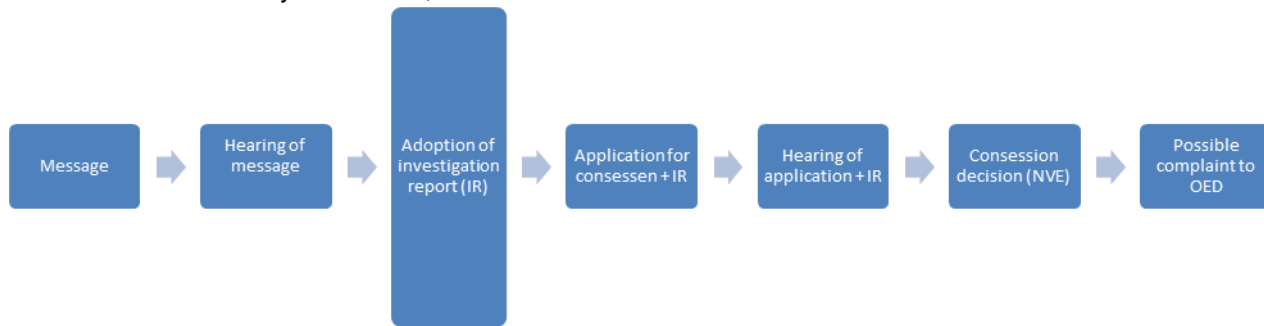 Message
Hearing of
message
Adoption of
investigation
report (IR)
Application for
consessen + IR
Hearing of
application + IR
Consession
decision (NVE)
Possible
complaint to
OED